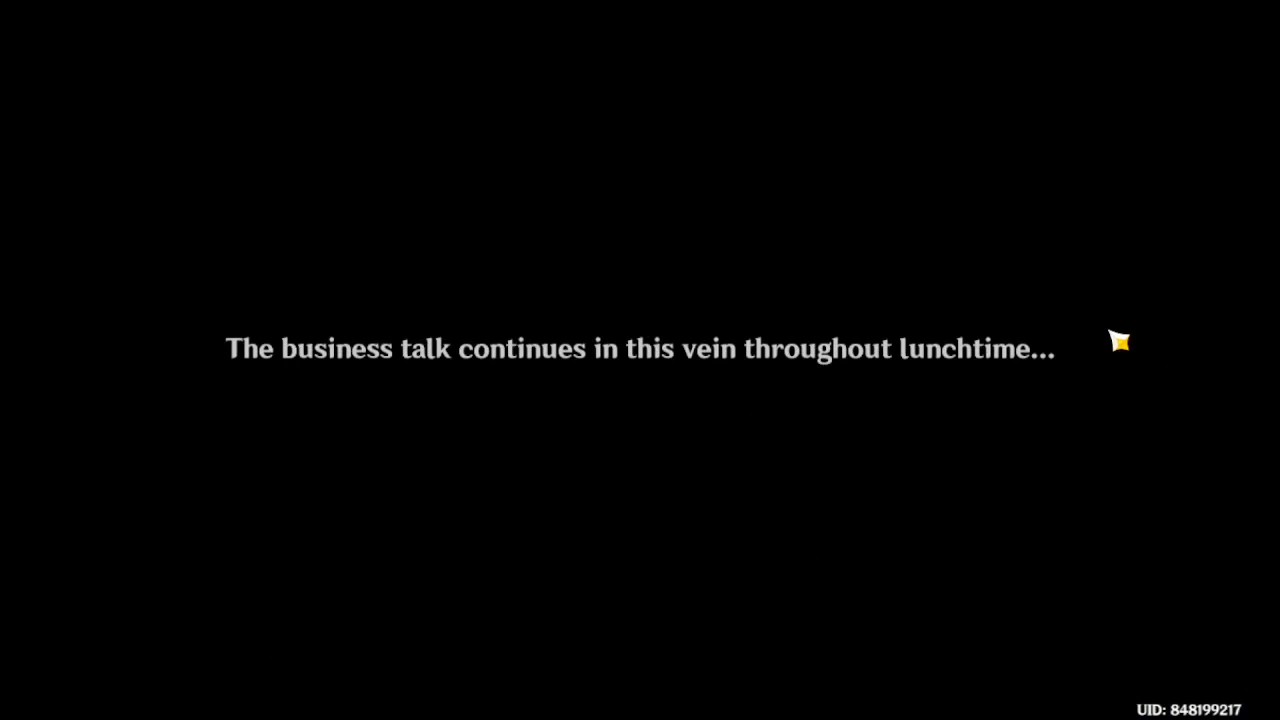 The business talk continues in this vein throughout lunchtime...
UID: 848199217